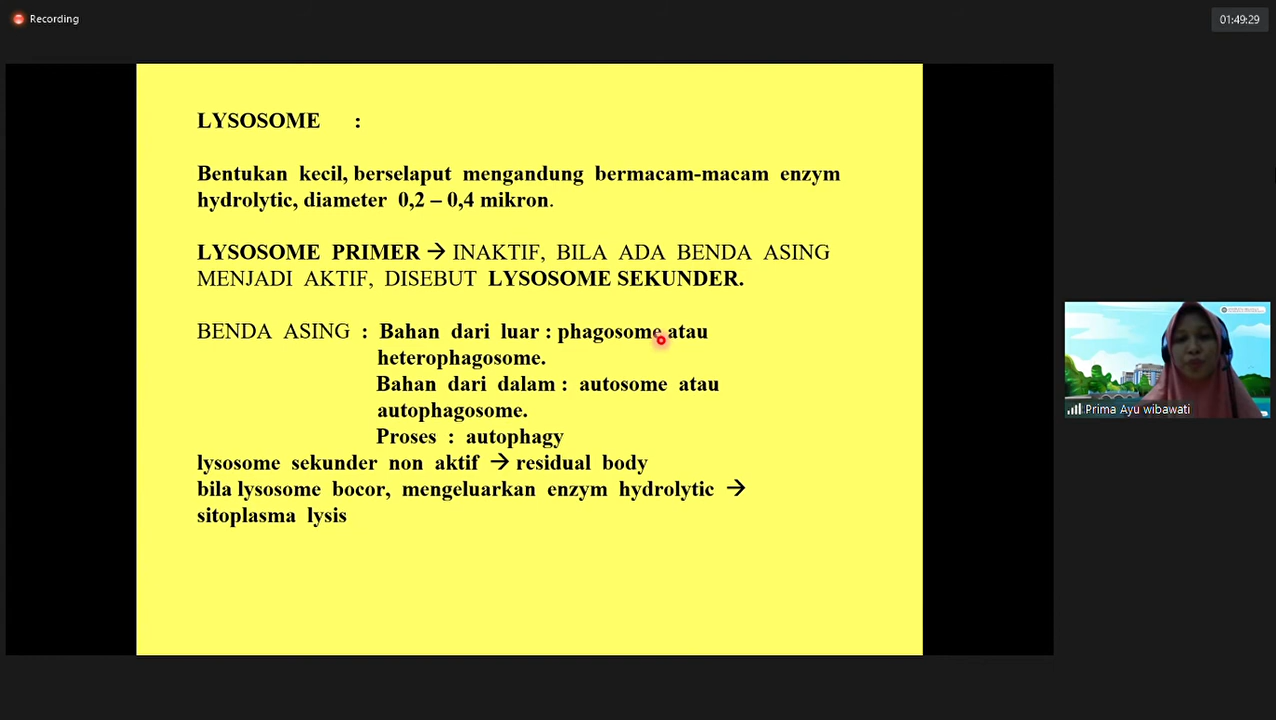 Recording
01:49:29
LYSOSOME :
Bentukan kecil, berselaput mengandung bermacam-macam enzym
hydrolytic, diameter 0,2 – 0,4 mikron.
LYSOSOME PRIMER → INAKTIF, BILA ADA BENDA ASING
MENJADI AKTIF, DISEBUT LYSOSOME SEKUNDER.
BENDA ASING : Bahan dari luar : phagosome atau
heterophagosome.
Bahan dari dalam : autosome atau
autophagosome.
Proses : autophagy
lysosome sekunder non aktif → residual body
bila lysosome bocor, mengeluarkan enzym hydrolytic →
sitoplasma lysis
Prima Ayu wibawati